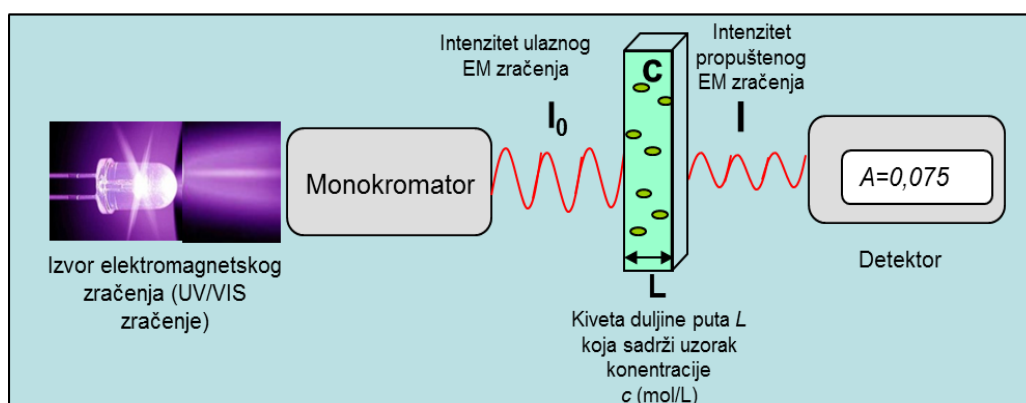 Intenzitet ulaznog
EM zračenja
I₀
Intenzitet
propuštenog
EM zračenja
I
C
Monokromator
A=0,075
Izvor elektromagnetskog
zračenja (UV/VIS
zračenje)
L
Kiveta duljine puta L
koja sadrži uzorak
konentracije
c (mol/L)
Detektor